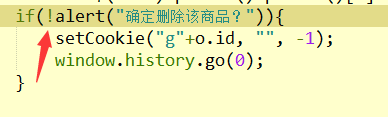 if(!alert("确定删除该商品？")){
setCookie("g"+o.id, "", -1);
window.history.go(0);
}